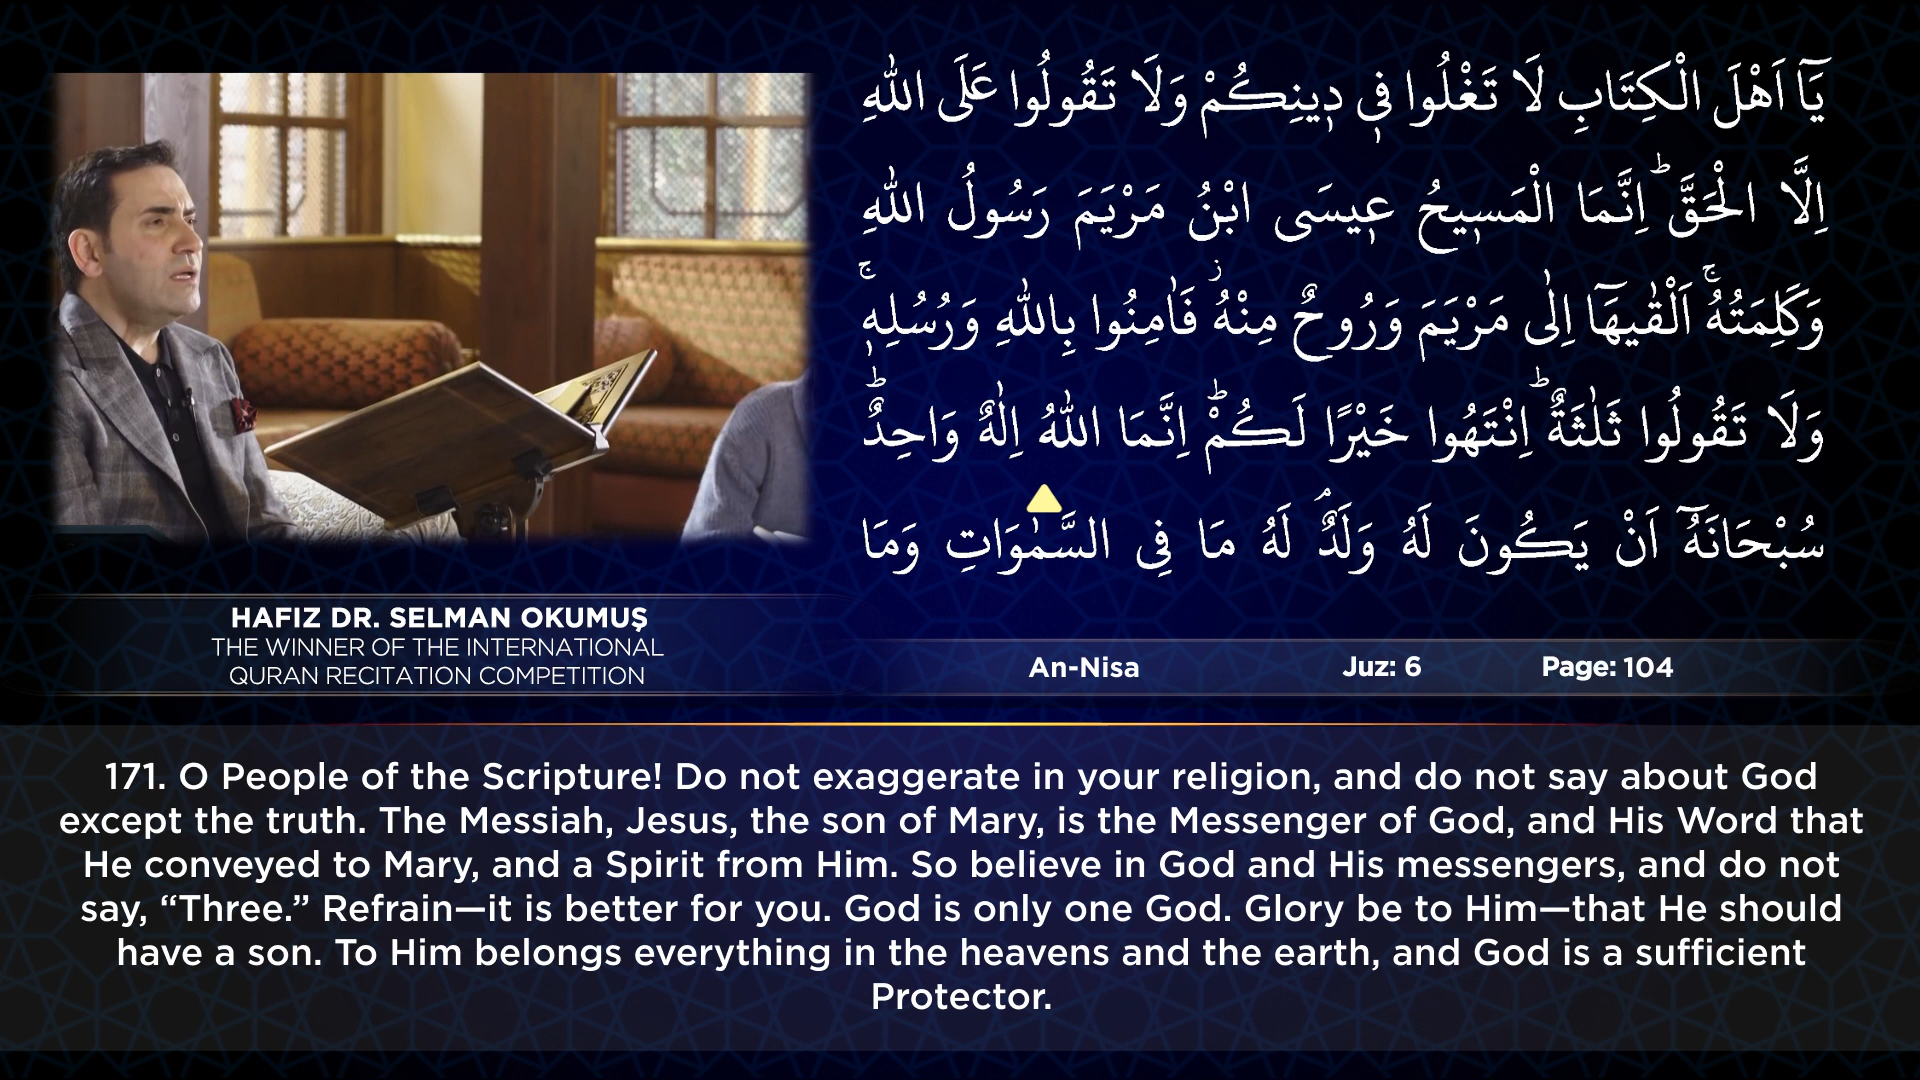 يَٓا اَهْلَ الْكِتَابِ لَا تَغْلُوا فٖي دٖينِكُمْ وَلَا تَقُولُوا عَلَى اللّٰهِ
اِلَّا الْحَقَّؕ اِنَّمَا الْمَسٖيحُ عٖيسَى ابْنُ مَرْيَمَ رَسُولُ اللّٰهِ
وَكَلِمَتُهُۚ اَلْقٰيهَٓا اِلٰى مَرْيَمَ وَرُوحٌ مِنْهُؗ فَاٰمِنُوا بِاللّٰهِ وَرُسُلِهٖۚ
وَلَا تَقُولُوا ثَلٰثَةٌؕ اِنْتَهُوا خَيْرًا لَكُمْؕ اِنَّمَا اللّٰهُ اِلٰهٌ وَاحِدٌؕ
سُبْحَانَهُٓ اَنْ يَكُونَ لَهُ وَلَدٌۢ لَهُ مَا فِي السَّمٰوَاتِ وَمَا
HAFIZ DR. SELMAN OKUMUŞ
THE WINNER OF THE INTERNATIONAL
QURAN RECITATION COMPETITION
An-Nisa Juz: 6 Page: 104
171. O People of the Scripture! Do not exaggerate in your religion, and do not say about God
except the truth. The Messiah, Jesus, the son of Mary, is the Messenger of God, and His Word that
He conveyed to Mary, and a Spirit from Him. So believe in God and His messengers, and do not
say, “Three.” Refrain—it is better for you. God is only one God. Glory be to Him—that He should
have a son. To Him belongs everything in the heavens and the earth, and God is a sufficient
Protector.